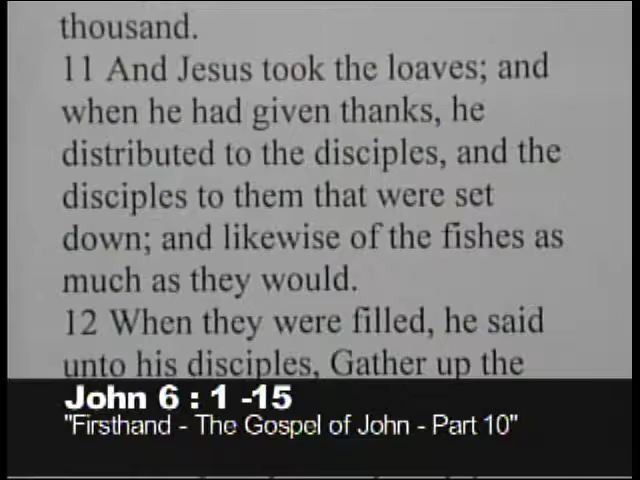 thousand.
11 And Jesus took the loaves; and
when he had given thanks, he
distributed to the disciples, and the
disciples to them that were set
down; and likewise of the fishes as
much as they would.
12 When they were filled, he said
unto his disciples, Gather up the
John 6 : 1 -15
"Firsthand - The Gospel of John - Part 10"